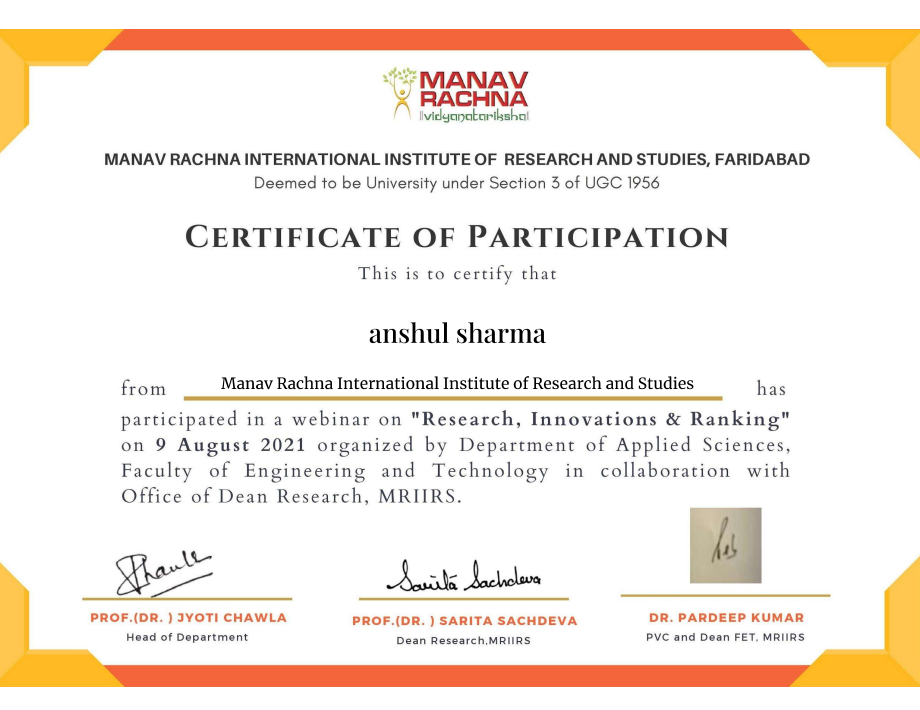 MANAV
RACHNA
vidyanatariksha
MANAV RACHNA INTERNATIONAL INSTITUTE OF RESEARCH AND STUDIES, FARIDABAD
Deemed to be University under Section 3 of UGC 1956
CERTIFICATE OF PARTICIPATION
This is to certify that
anshul sharma
from Manav Rachna International Institute of Research and Studies has
participated in a webinar on "Research, Innovations & Ranking"
on 9 August 2021 organized by Department of Applied Sciences,
Faculty of Engineering and Technology in collaboration with
Office of Dean Research, MRIIRS.
Sarita Sachdeva
PROF.(DR. ) JYOTI CHAWLA
Head of Department
PROF.(DR. ) SARITA SACHDEVA
Dean Research,MRIIRS
DR. PARDEEP KUMAR
PVC and Dean FET, MRIIRS